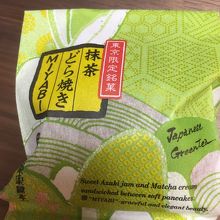 東京限定銘菓
抹茶
どら焼き
MIYABI
Japanese
Green tea
Sweet Azuki jam and Matcha cream
sandwiched between soft pancakes.
"MIYABI" graceful and elegant beauty.